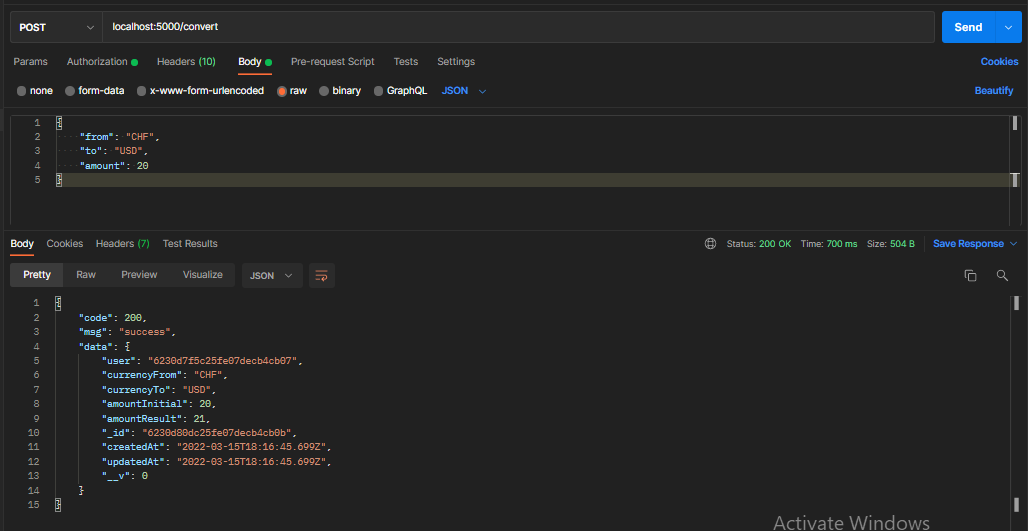 POST localhost:5000/convert Send
Params Authorization Headers (10) Body Pre-request Script Tests Settings Cookies
none form-data x-www-form-urlencoded raw binary GraphQL JSON Beautify
1 {
2 "from": "CHF",
3 "to": "USD",
4 "amount": 20
5 }
Body Cookies Headers (7) Test Results Status: 200 OK Time: 700 ms Size: 504 B Save Response
Pretty Raw Preview Visualize JSON
1 {
2 "code": 200,
3 "msg": "success",
4 "data": {
5 "user": "6230d7f5c25fe07decb4cb07",
6 "currencyFrom": "CHF",
7 "currencyTo": "USD",
8 "amountInitial": 20,
9 "amountResult": 21,
10 "_id": "6230d80dc25fe07decb4cb0b",
11 "createdAt": "2022-03-15T18:16:45.699Z",
12 "updatedAt": "2022-03-15T18:16:45.699Z",
13 "__v": 0
14 }
15 }
Activate Windows